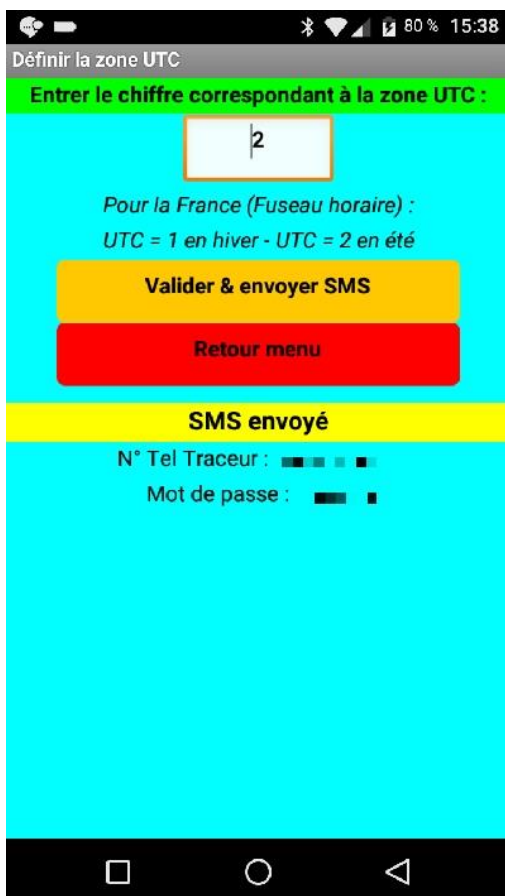 80 % 15:38
Définir la zone UTC
Entrer le chiffre correspondant à la zone UTC :
2
Pour la France (Fuseau horaire) :
UTC = 1 en hiver - UTC = 2 en été
Valider & envoyer SMS
Retour menu
SMS envoyé
N° Tel Traceur :
Mot de passe :